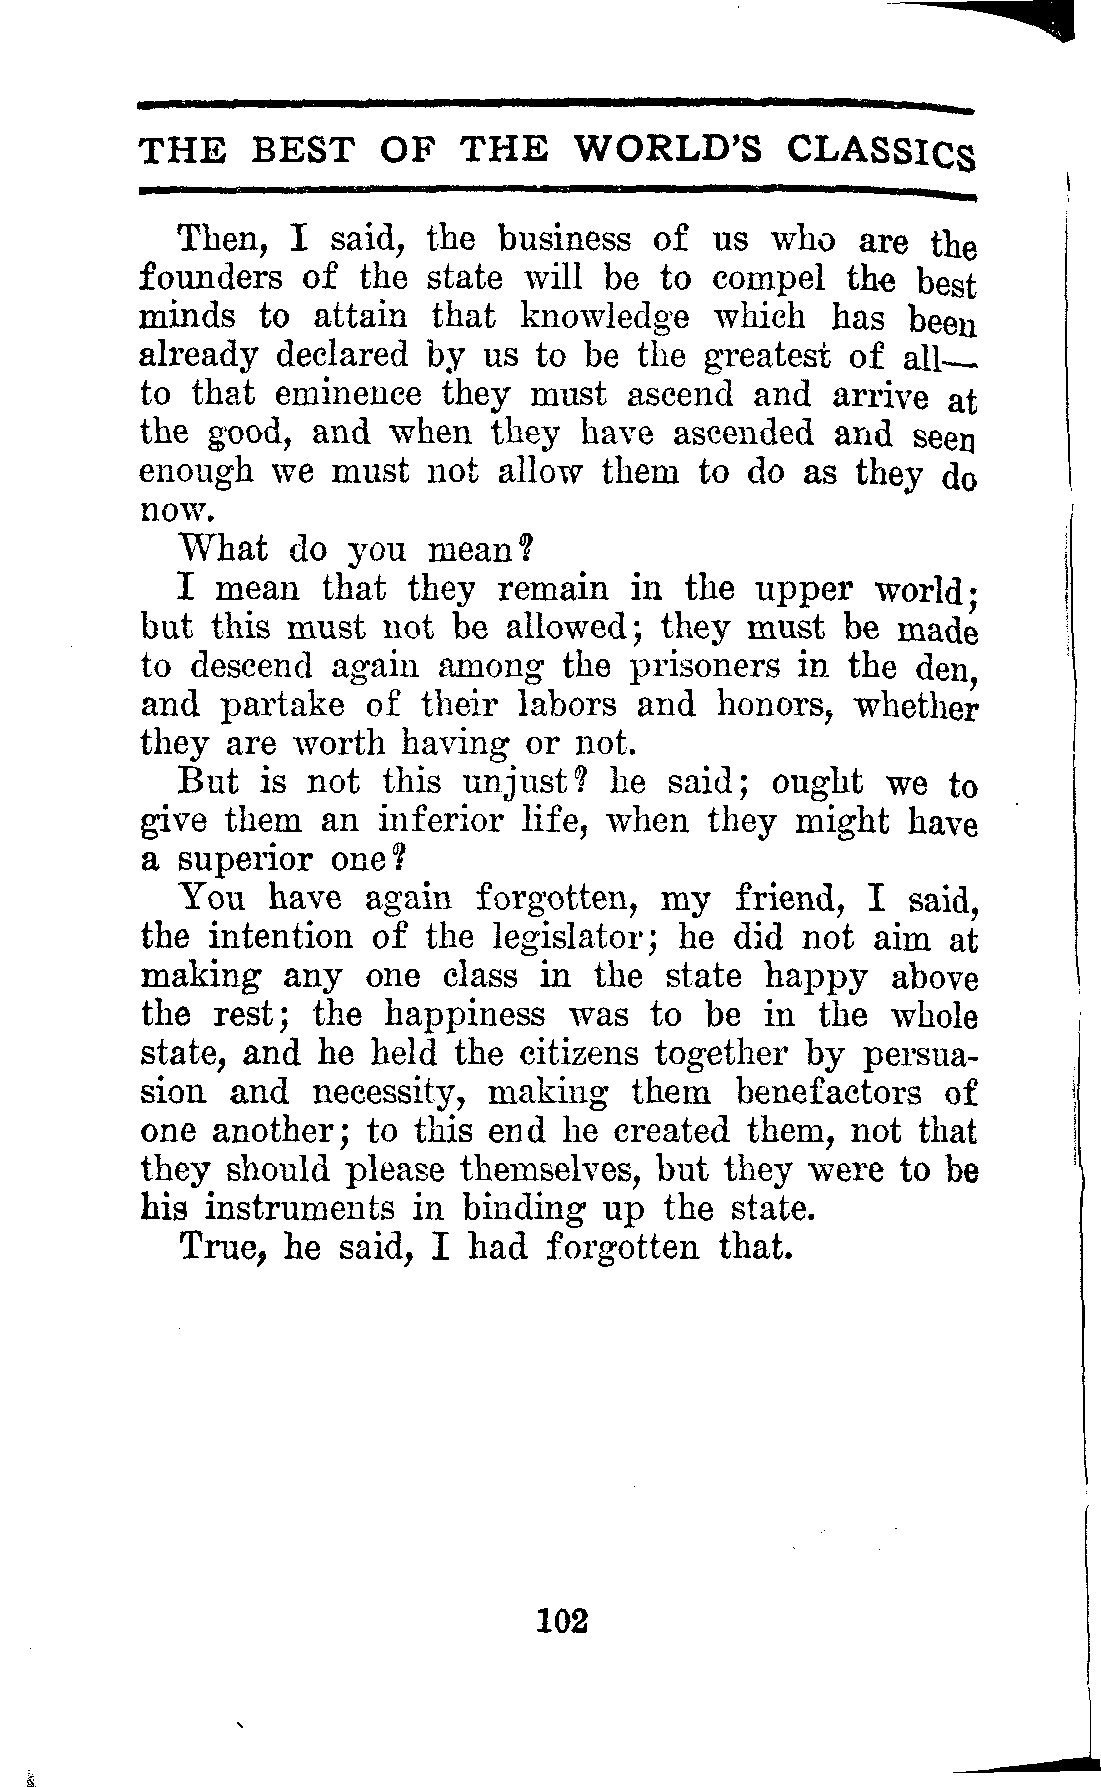 THE BEST OF THE WORLD'S CLASSICS
Then, I said, the business of us who are the
founders of the state will be to compel the best
minds to attain that knowledge which has been
already declared by us to be the greatest of all—
to that eminence they must ascend and arrive at
the good, and when they have ascended and seen
enough we must not allow them to do as they do
now.
What do you mean?
I mean that they remain in the upper world;
but this must not be allowed; they must be made
to descend again among the prisoners in the den,
and partake of their labors and honors, whether
they are worth having or not.
But is not this unjust? he said; ought we to
give them an inferior life, when they might have
a superior one?
You have again forgotten, my friend, I said,
the intention of the legislator; he did not aim at
making any one class in the state happy above
the rest; the happiness was to be in the whole
state, and he held the citizens together by persua-
sion and necessity, making them benefactors of
one another; to this end he created them, not that
they should please themselves, but they were to be
his instruments in binding up the state.
True, he said, I had forgotten that.
102